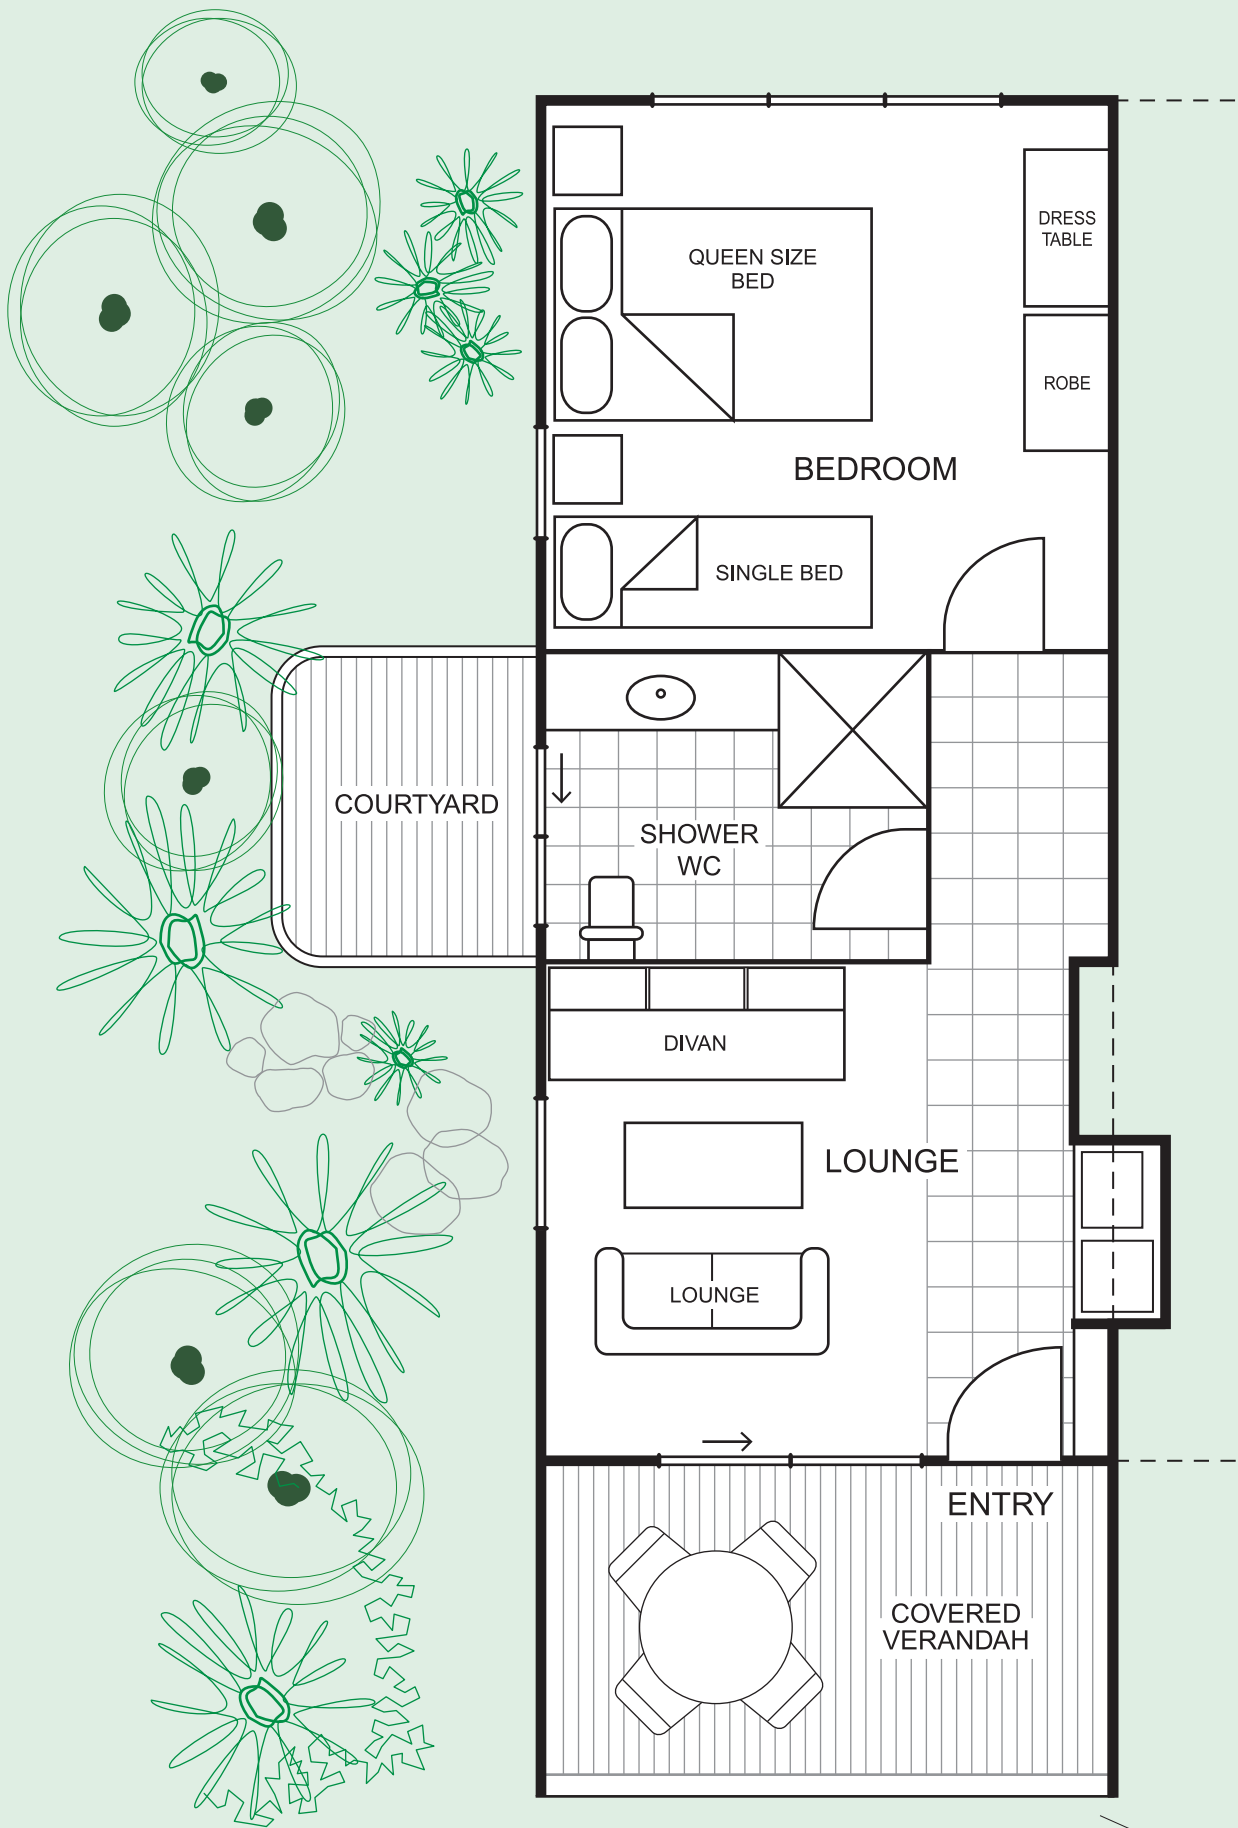 QUEEN SIZE
BED
DRESS
TABLE
ROBE
BEDROOM
SINGLE BED
COURTYARD
SHOWER
WC
DIVAN
LOUNGE
LOUNGE
ENTRY
COVERED
VERANDAH